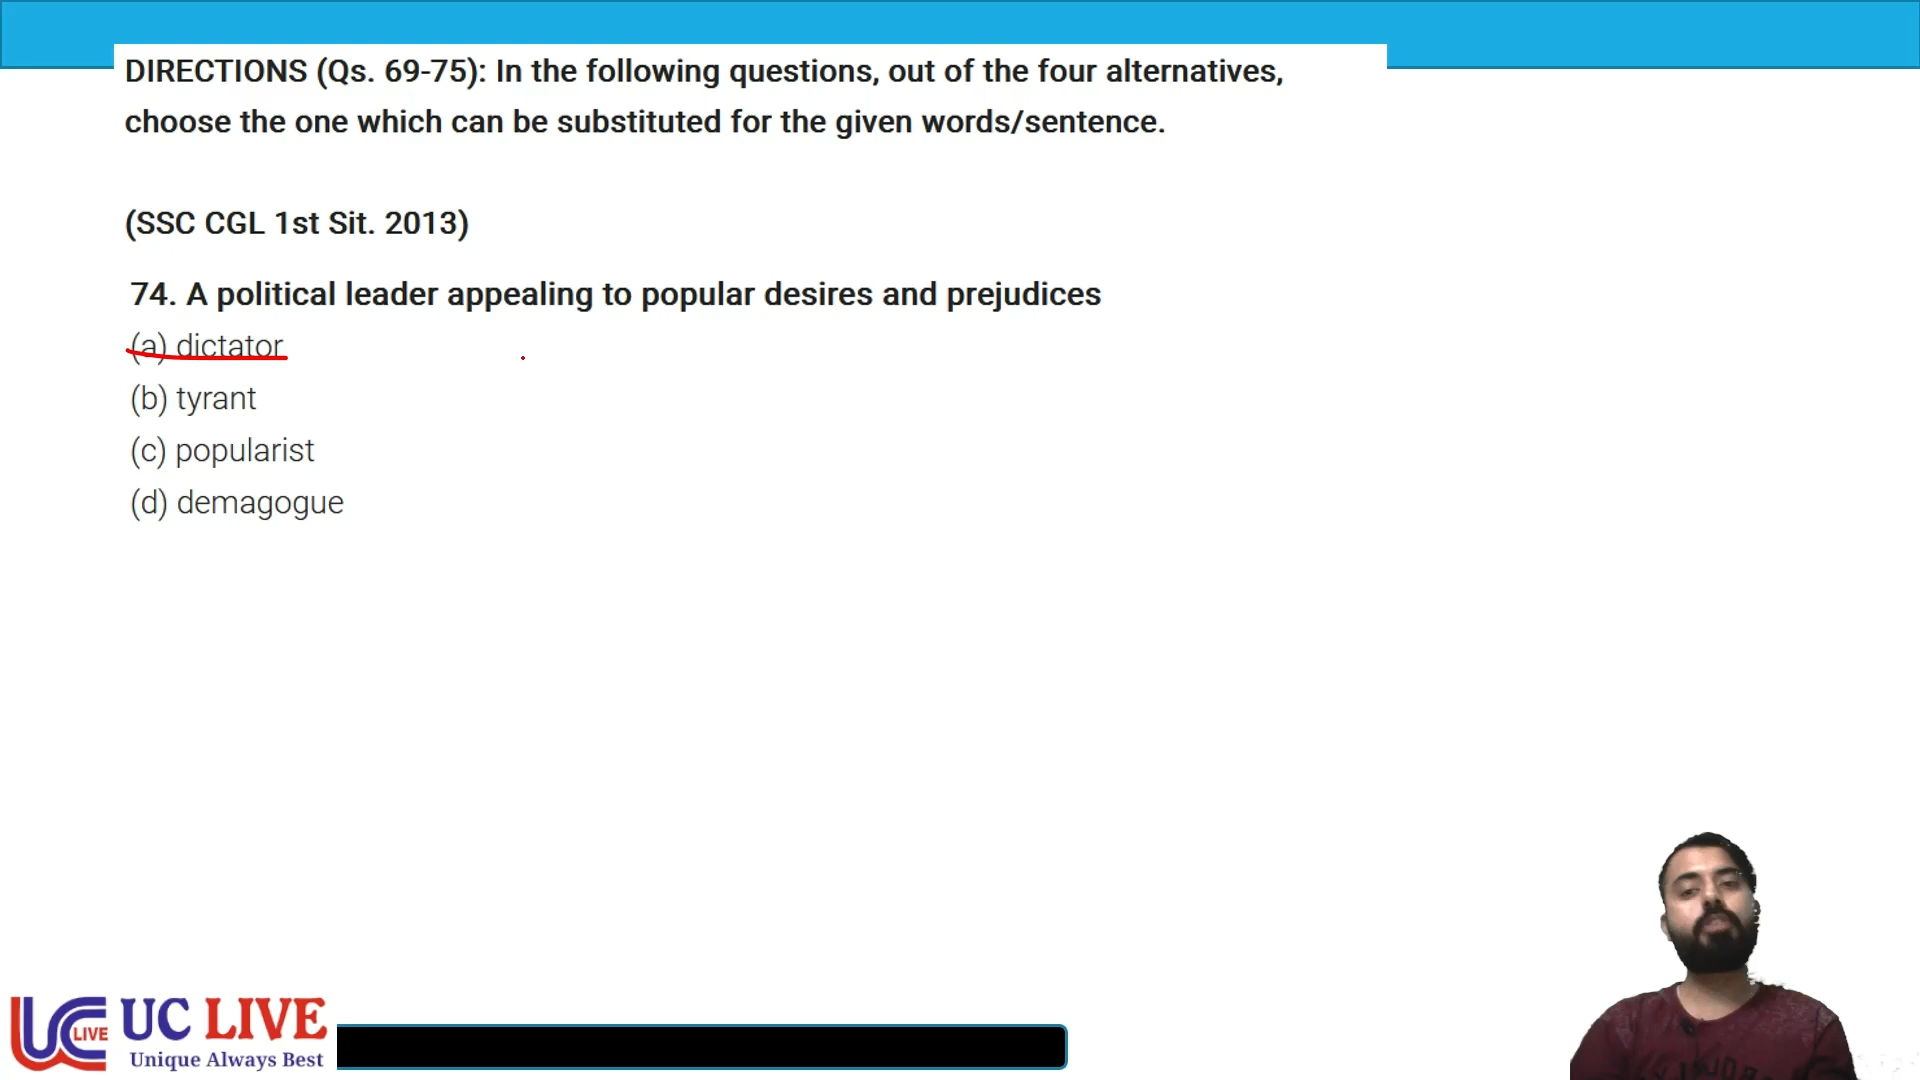 DIRECTIONS (Qs. 69-75): In the following questions, out of the four alternatives,
choose the one which can be substituted for the given words/sentence.
(SSC CGL 1st Sit. 2013)
74. A political leader appealing to popular desires and prejudices
(a) dictator
(b) tyrant
(c) popularist
(d) demagogue
LIVE
UC LIVE
Unique Always Best